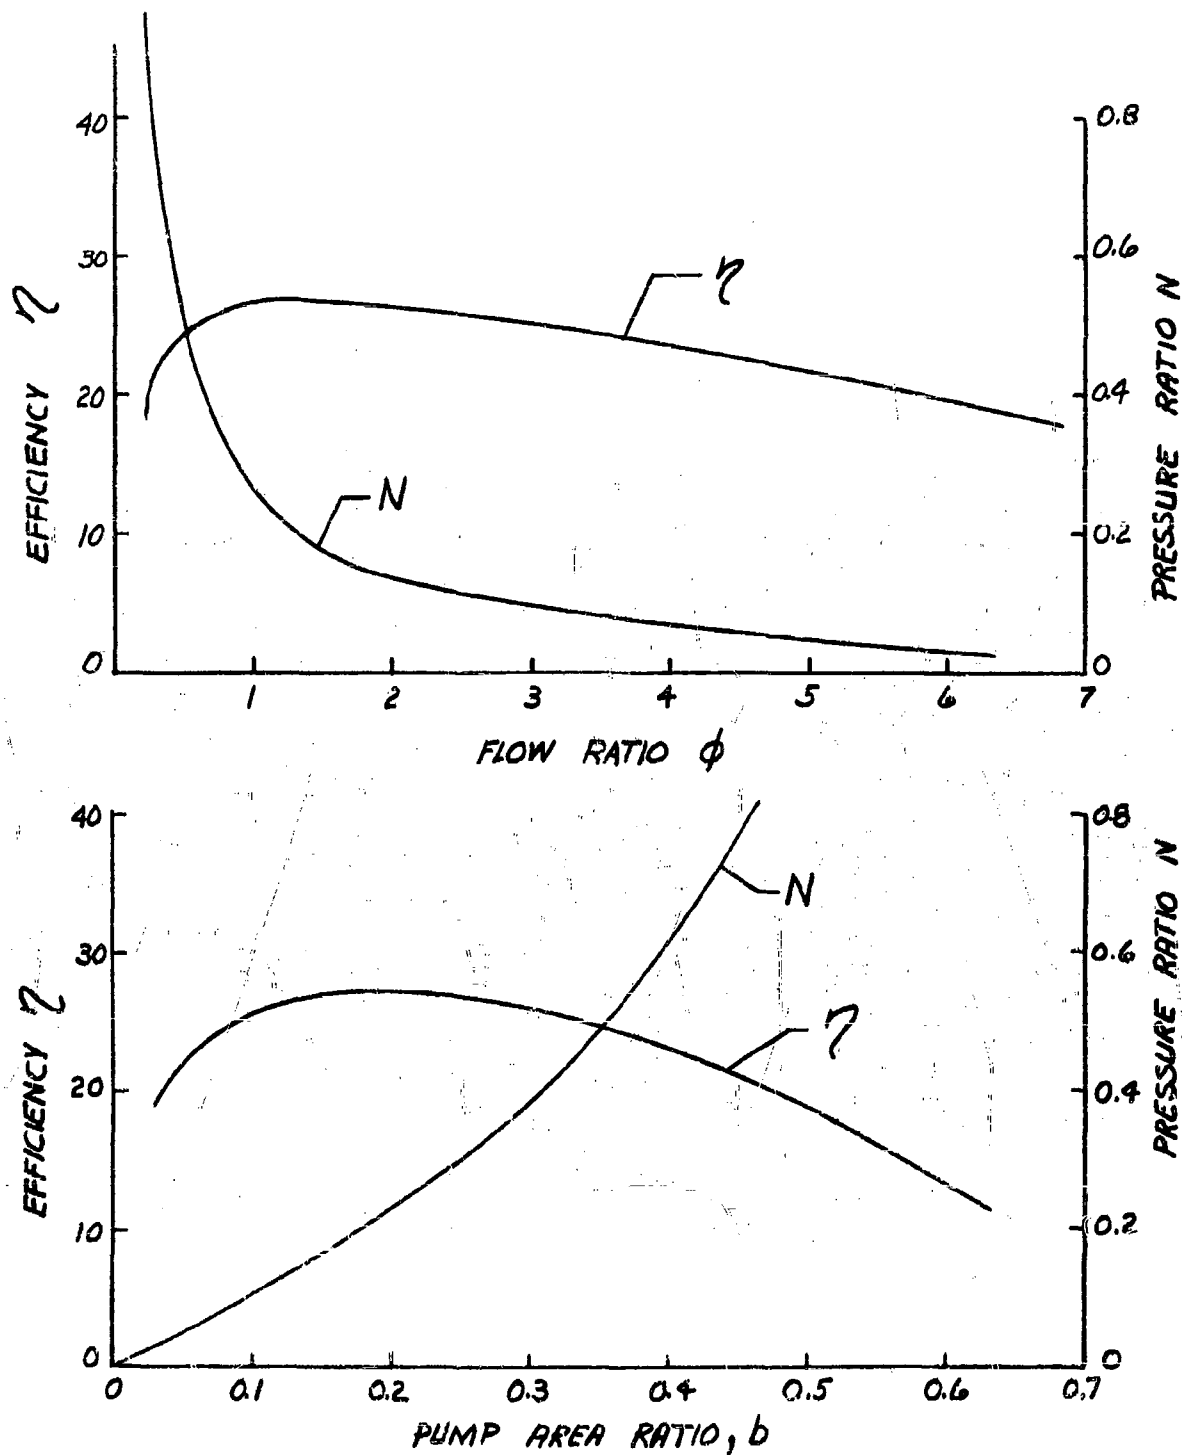 40
30
20
10
0
EFFICIENCY η
0.8
0.6
0.4
0.2
0
PRESSURE RATIO N
η
N
1 2 3 4 5 6 7
FLOW RATIO ϕ
40
30
20
10
0
EFFICIENCY η
0.8
0.6
0.4
0.2
0
PRESSURE RATIO N
N
η
0 0.1 0.2 0.3 0.4 0.5 0.6 0.7
PUMP AREA RATIO, b